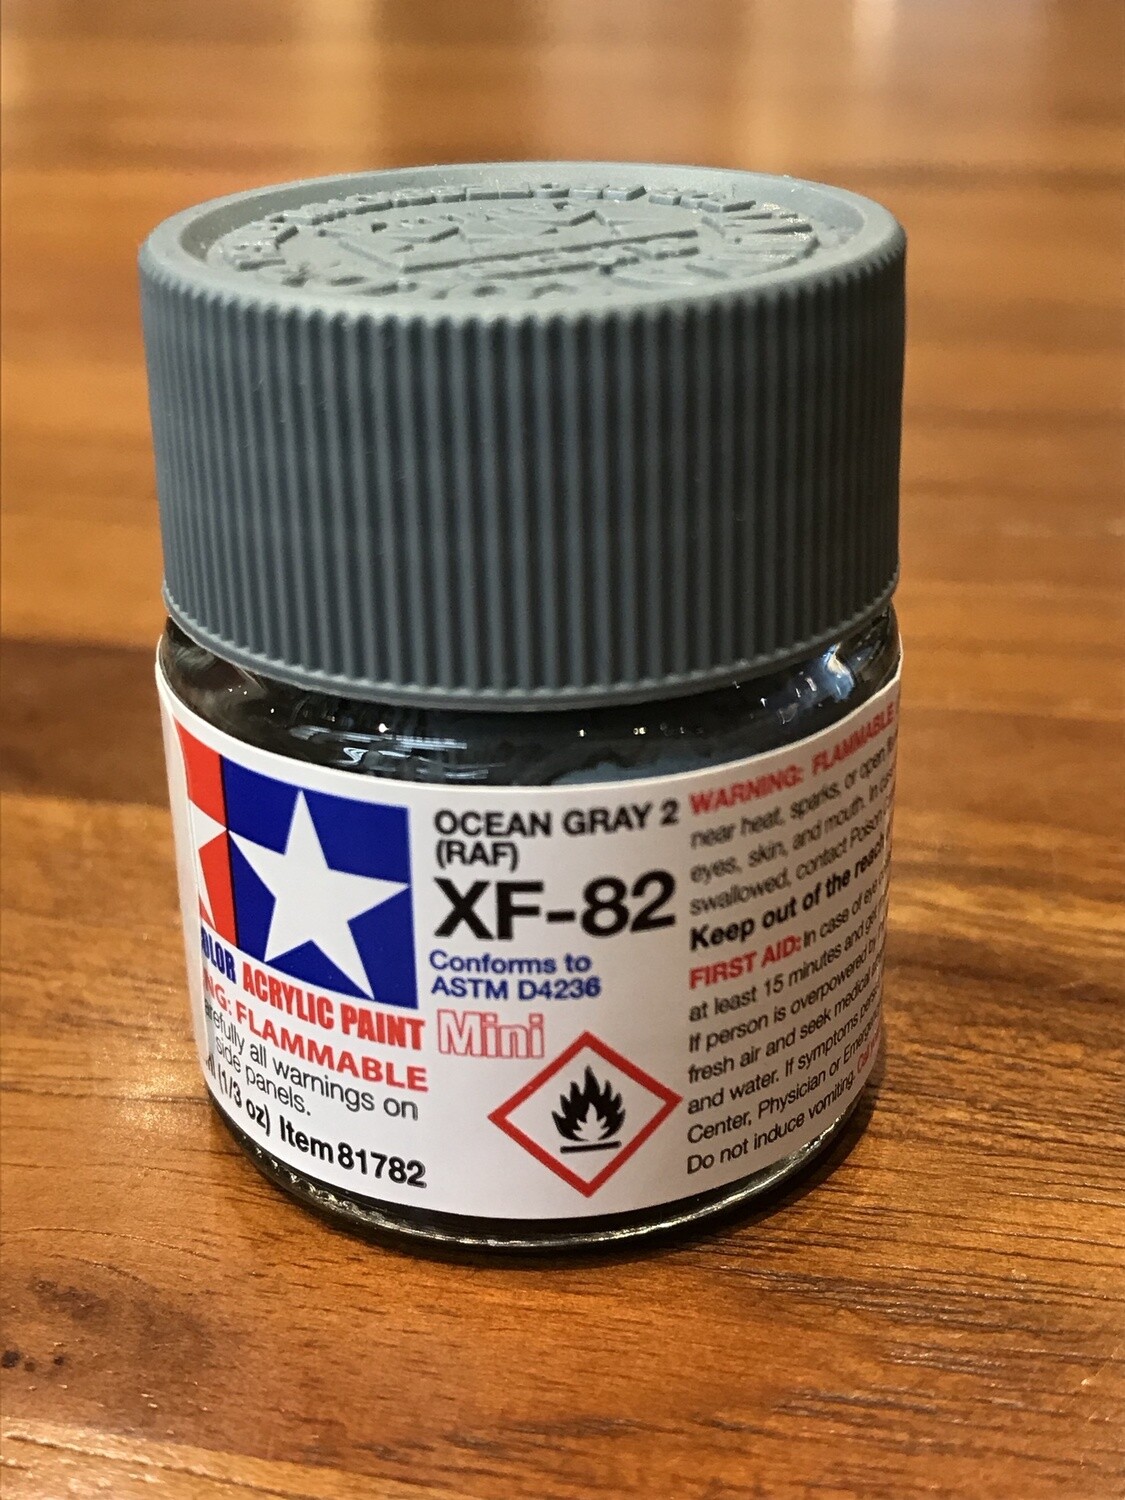 OCEAN GRAY 2
(RAF)
XF-82
Conforms to
ASTM D4236
Mini
ACRYLIC PAINT
FLAMMABLE
all warnings on
side panels.
(1/3 oz) Item 81782
WARNING: FLAMMABLE
near heat, sparks, or open
eyes, skin, and mouth. In
swallowed, contact Poison
Keep out of the reach
FIRST AID: In case of eye
at least 15 minutes and
If person is overpowered by
fresh air and seek medical
and water. If symptoms
Center, Physician or
Do not induce vomiting.